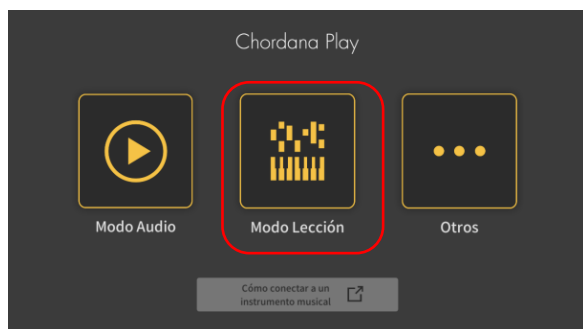 Chordana Play
Modo Audio
Modo Lección
Otros
Cómo conectar a un
instrumento musical